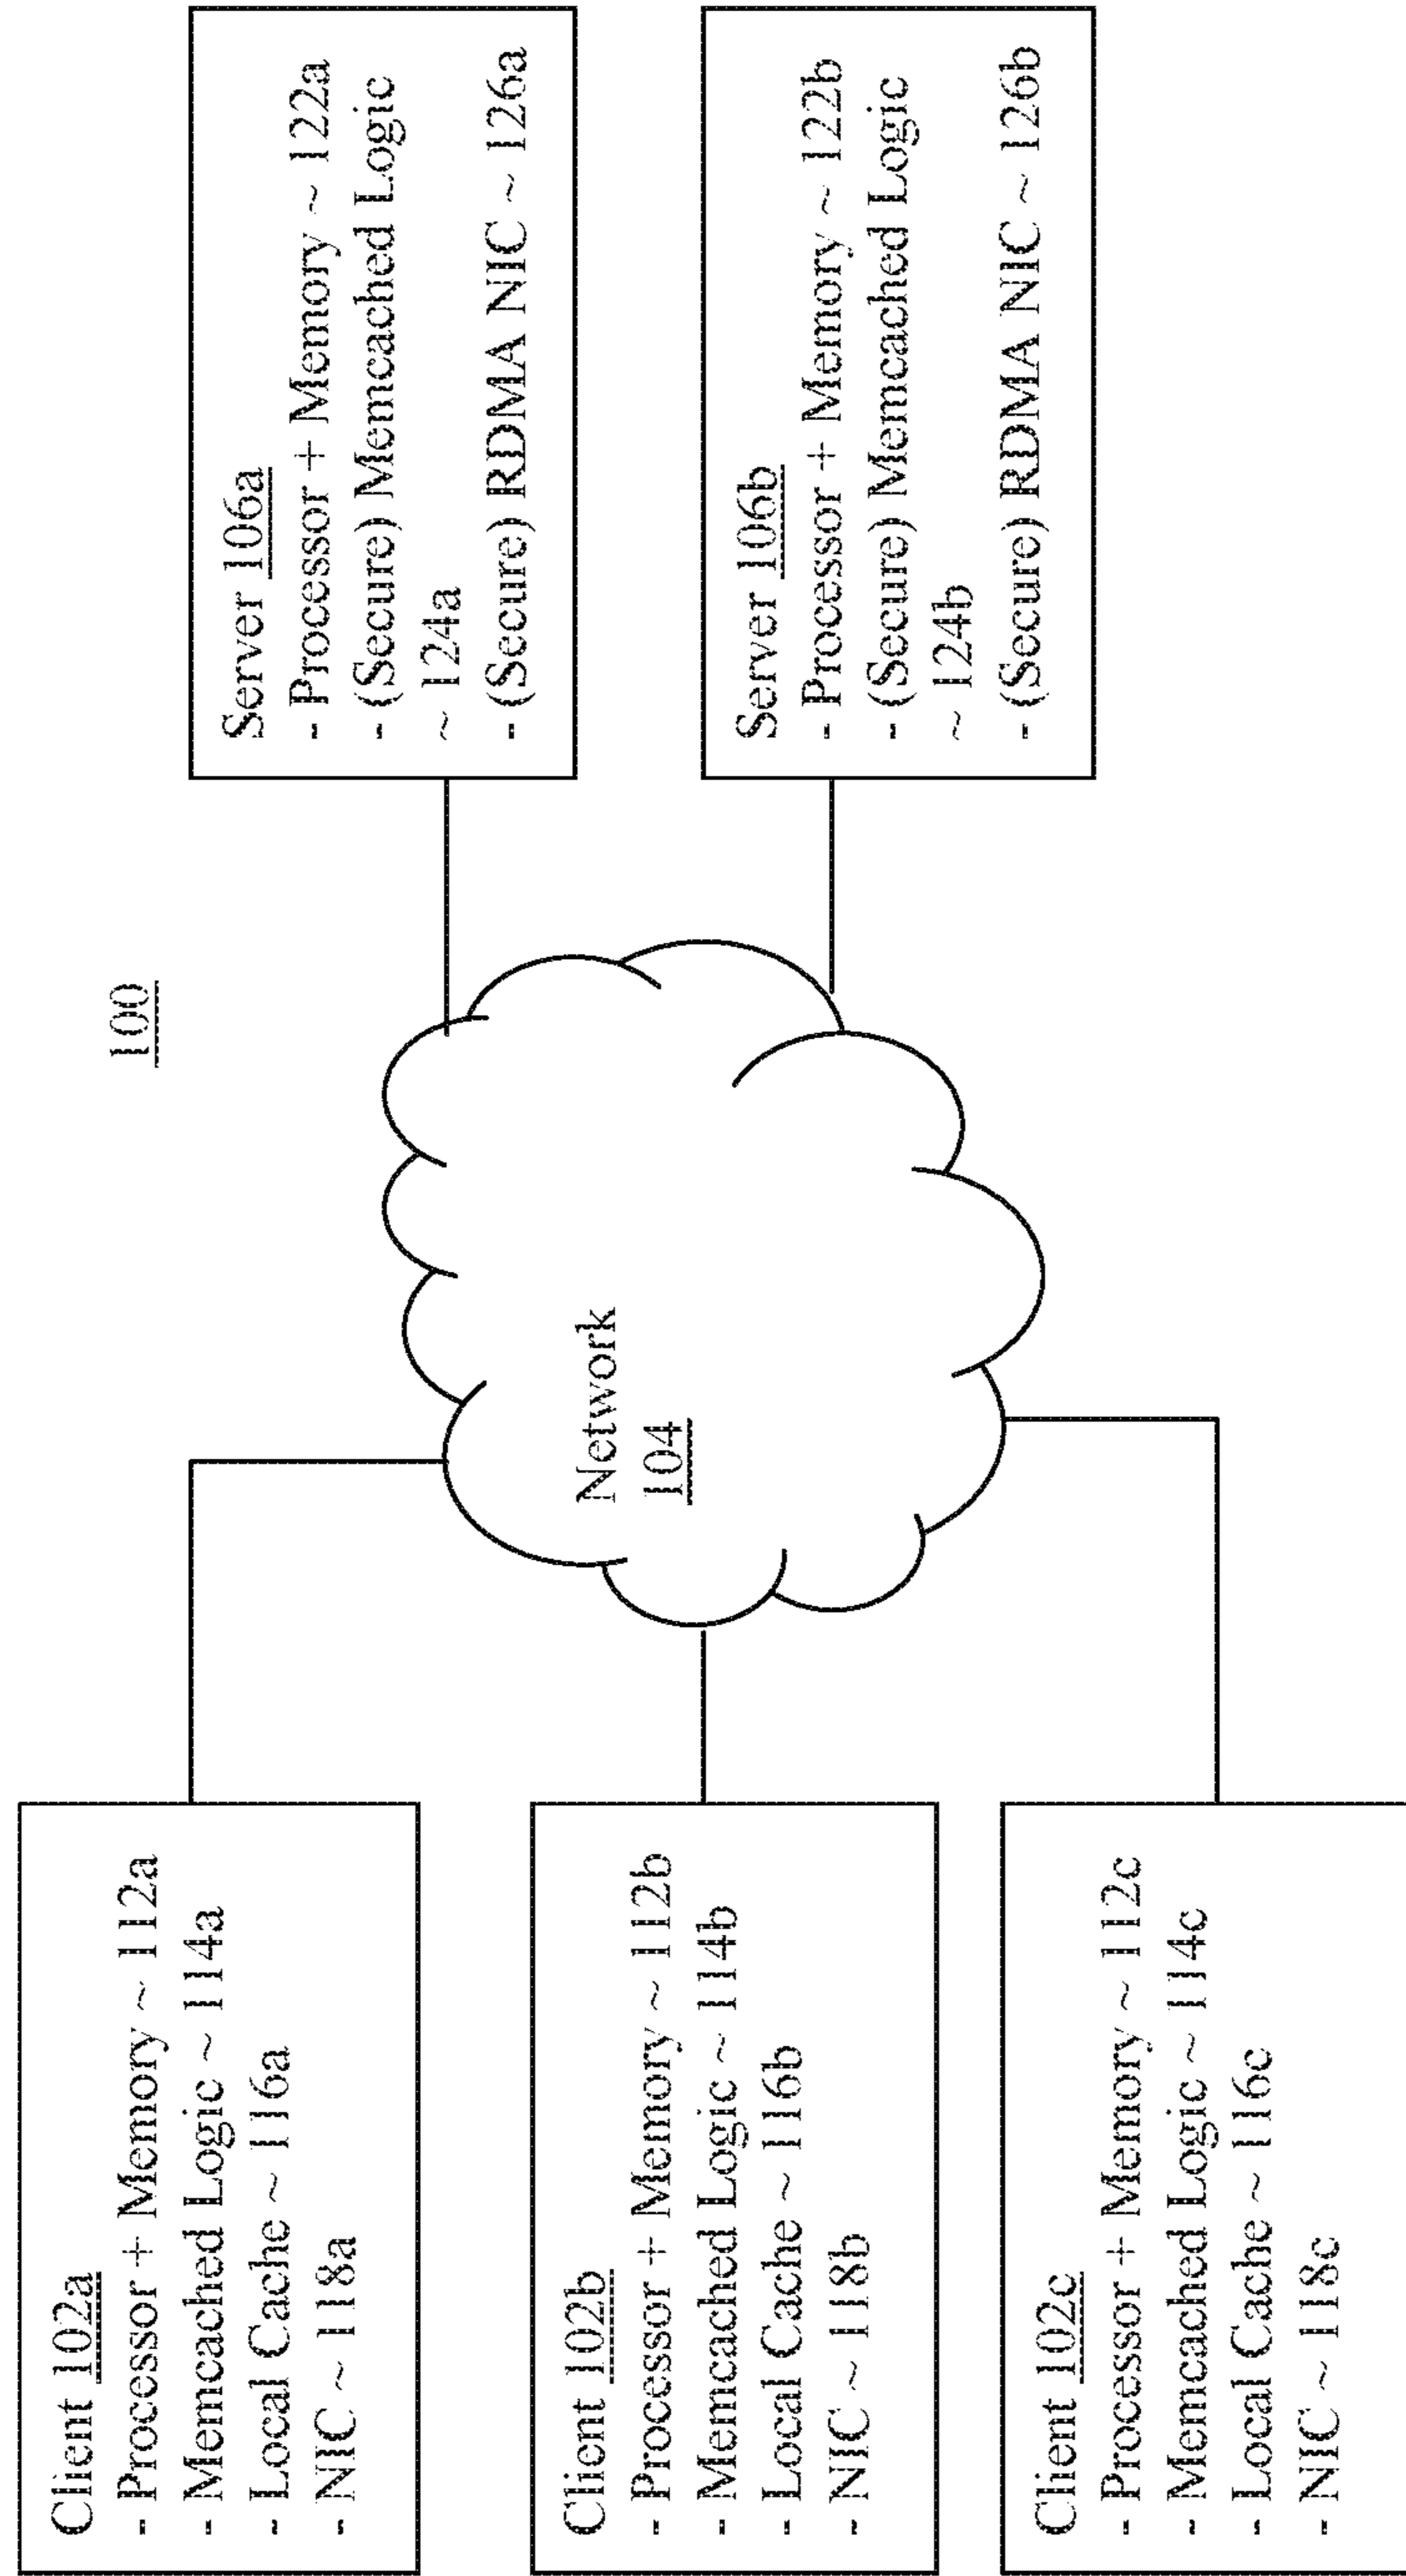 100
Client 102a
- Processor + Memory ~ 112a
- Memcached Logic ~ 114a
- Local Cache ~ 116a
- NIC ~ 118a
Client 102b
- Processor + Memory ~ 112b
- Memcached Logic ~ 114b
- Local Cache ~ 116b
- NIC ~ 118b
Client 102c
- Processor + Memory ~ 112c
- Memcached Logic ~ 114c
- Local Cache ~ 116c
- NIC ~ 118c
Network
104
Server 106a
- Processor + Memory ~ 122a
- (Secure) Memcached Logic
~ 124a
- (Secure) RDMA NIC ~ 126a
Server 106b
- Processor + Memory ~ 122b
- (Secure) Memcached Logic
~ 124b
- (Secure) RDMA NIC ~ 126b